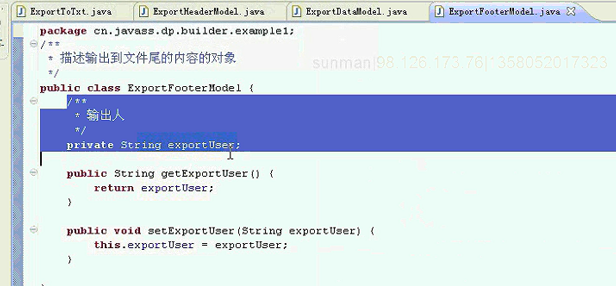 ExportToTxt.java
ExportHeaderModel.java
ExportDataModel.java
ExportFooterModel.java
package cn.javass.dp.builder.example1;
/**
* 描述输出到文件尾的内容的对象
*/
public class ExportFooterModel {
/**
* 输出人
*/
private String exportUser;
public String getExportUser() {
return exportUser;
}
public void setExportUser(String exportUser) {
this.exportUser = exportUser;
}
sunman|98.126.173.76|1358052017323